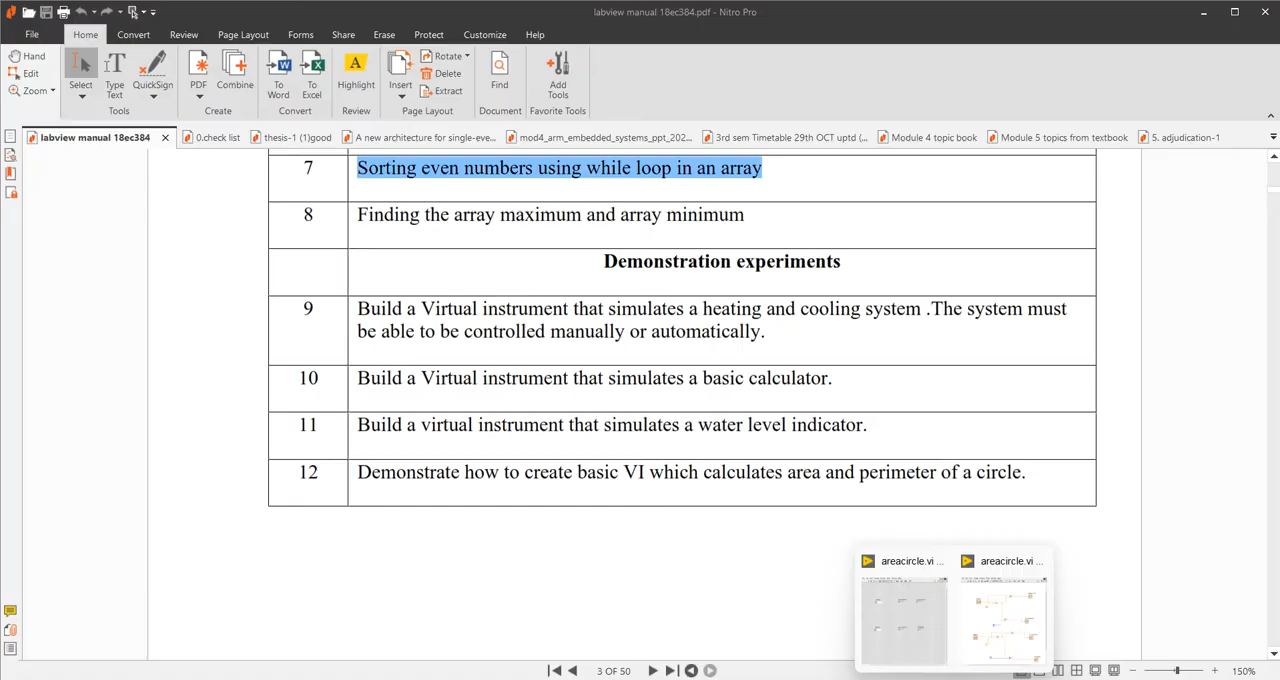 labview manual 18ec384.pdf - Nitro Pro
File Home Convert Review Page Layout Forms Share Erase Protect Customize Help
Hand
Edit
Zoom
Select
Type Text
QuickSign
Tools
PDF
Combine
Create
To Word
To Excel
Convert
Highlight
Review
Insert
Rotate
Delete
Extract
Page Layout
Find
Document
Add Tools
Favorite Tools
labview manual 18ec384 0.check list thesis-1 (1)good A new architecture for single-eve... mod4_arm_embedded_systems_ppt_202... 3rd sem Timetable 29th OCT uptd (... Module 4 topic book Module 5 topics from textbook 5. adjudication-1
7 Sorting even numbers using while loop in an array
8 Finding the array maximum and array minimum
Demonstration experiments
9 Build a Virtual instrument that simulates a heating and cooling system .The system must
be able to be controlled manually or automatically.
10 Build a Virtual instrument that simulates a basic calculator.
11 Build a virtual instrument that simulates a water level indicator.
12 Demonstrate how to create basic VI which calculates area and perimeter of a circle.
areacircle.vi ... areacircle.vi ...
3 OF 50
150%